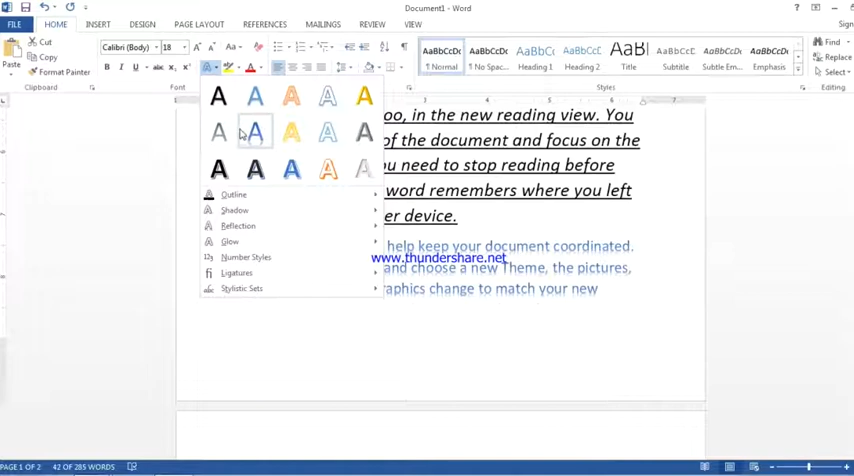 Document1 - Word
FILE HOME INSERT DESIGN PAGE LAYOUT REFERENCES MAILINGS REVIEW VIEW
Sign
Paste
Cut
Copy
Format Painter
Clipboard
Calibri (Body) 18
Font
AaBbCcDc AaBbCcDc AaBbCc AaBbCcD AaBl AaBbCcD AaBbCcDc AaBbCcDc
¶ Normal ¶ No Spac... Heading 1 Heading 2 Title Subtitle Subtle Em... Emphasis
Styles
Find
Replace
Select
Outline
Shadow
Reflection
Glow
Number Styles
Ligatures
Stylistic Sets
oo, in the new reading view. You
of the document and focus on the
ou need to stop reading before
word remembers where you left
er device.
help keep your document coordinated.
www.thundershare.net
and choose a new Theme, the pictures,
raphics change to match your new
PAGE 1 OF 2 42 OF 285 WORDS